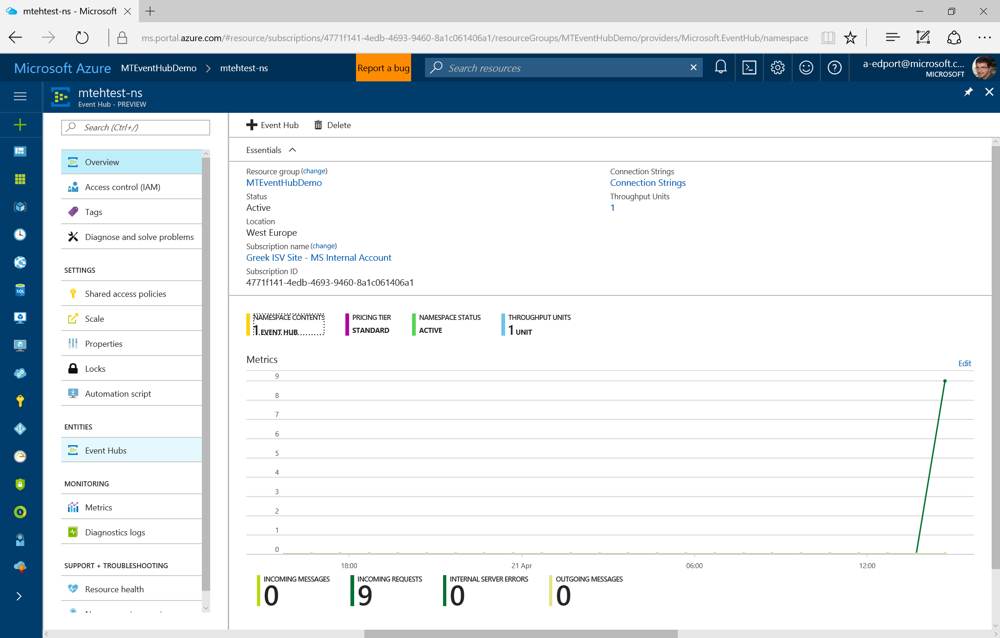 mtehtest-ns - Microsoft
ms.portal.azure.com/#resource/subscriptions/4771f141-4edb-4693-9460-8a1c061406a1/resourceGroups/MTEventHubDemo/providers/Microsoft.EventHub/namespace
Microsoft Azure MTEventHubDemo > mtehtest-ns
Report a bug
Search resources
a-edport@microsoft.c...
MICROSOFT
mtehtest-ns
Event Hub - PREVIEW
Search (Ctrl+/)
Overview
Access control (IAM)
Tags
Diagnose and solve problems
SETTINGS
Shared access policies
Scale
Properties
Locks
Automation script
ENTITIES
Event Hubs
MONITORING
Metrics
Diagnostics logs
SUPPORT + TROUBLESHOOTING
Resource health
SQL
Event Hub Delete
Essentials
Resource group (change)
MTEventHubDemo
Status
Active
Location
West Europe
Subscription name (change)
Greek ISV Site - MS Internal Account
Subscription ID
4771f141-4edb-4693-9460-8a1c061406a1
Connection Strings
Connection Strings
Throughput Units
1
NAMESPACE CONTENTS
1 EVENT HUB
PRICING TIER
STANDARD
NAMESPACE STATUS
ACTIVE
THROUGHPUT UNITS
1 UNIT
Metrics
Edit
9
8
7
6
5
4
3
2
1
0
18:00 21 Apr 06:00 12:00
INCOMING MESSAGES
0
INCOMING REQUESTS
9
INTERNAL SERVER ERRORS
0
OUTGOING MESSAGES
0